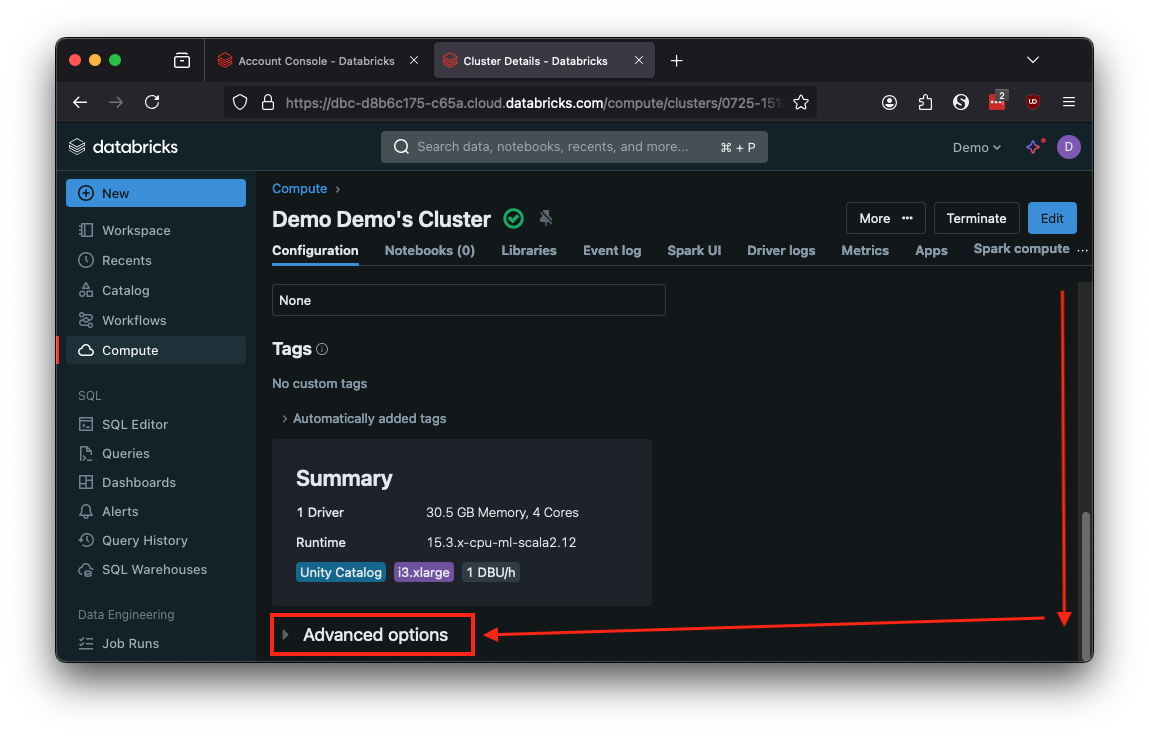 Account Console - Databricks
Cluster Details - Databricks
https://dbc-d8b6c175-c65a.cloud.databricks.com/compute/clusters/0725-151
2
UD
databricks
Search data, notebooks, recents, and more...
⌘ + P
Demo
D
New
Workspace
Recents
Catalog
Workflows
Compute
SQL
SQL Editor
Queries
Dashboards
Alerts
Query History
SQL Warehouses
Data Engineering
Job Runs
Compute ›
Demo Demo's Cluster
More ···
Terminate
Edit
Configuration
Notebooks (0)
Libraries
Event log
Spark UI
Driver logs
Metrics
Apps
Spark compute ...
None
Tags
No custom tags
Automatically added tags
Summary
1 Driver 30.5 GB Memory, 4 Cores
Runtime 15.3.x-cpu-ml-scala2.12
Unity Catalog i3.xlarge 1 DBU/h
Advanced options